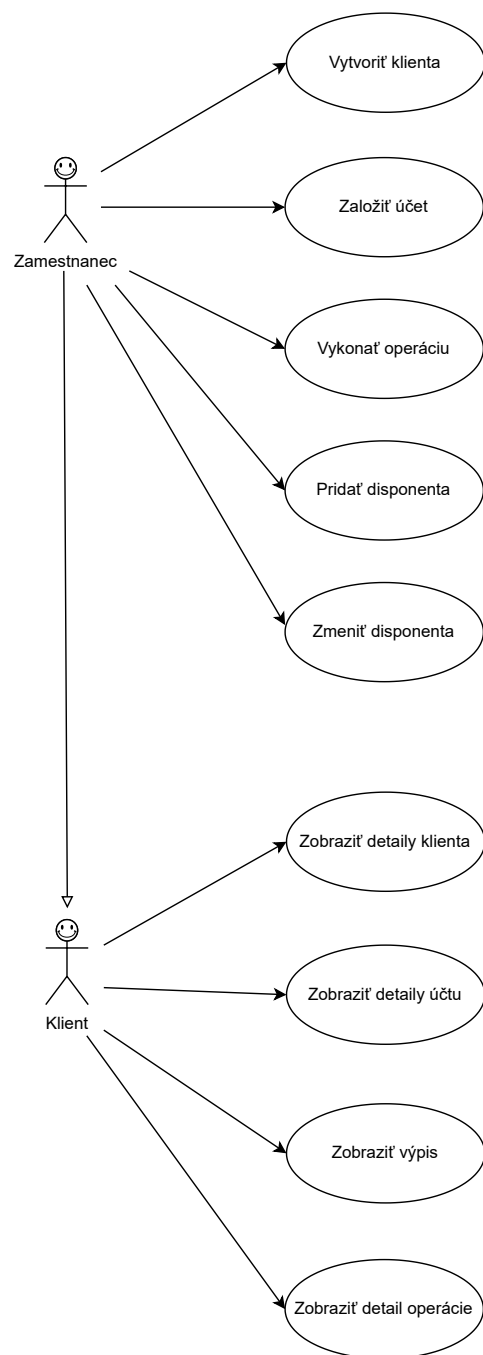 Vytvoriť klienta
Založiť účet
Zamestnanec
Vykonať operáciu
Pridať disponenta
Zmeniť disponenta
Zobraziť detaily klienta
Zobraziť detaily účtu
Klient
Zobraziť výpis
Zobraziť detail operácie